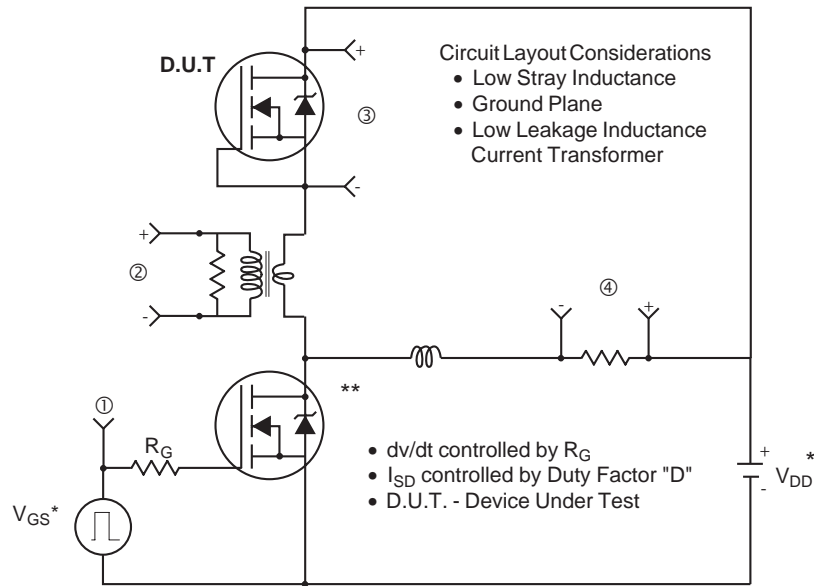 D.U.T
+
Circuit Layout Considerations
• Low Stray Inductance
• Ground Plane
• Low Leakage Inductance
Current Transformer
③
-
+
②
-
④
-
+
**
①
R_G
• dv/dt controlled by R_G
• I_SD controlled by Duty Factor "D"
• D.U.T. - Device Under Test
V_GS*
+
V_DD*
-